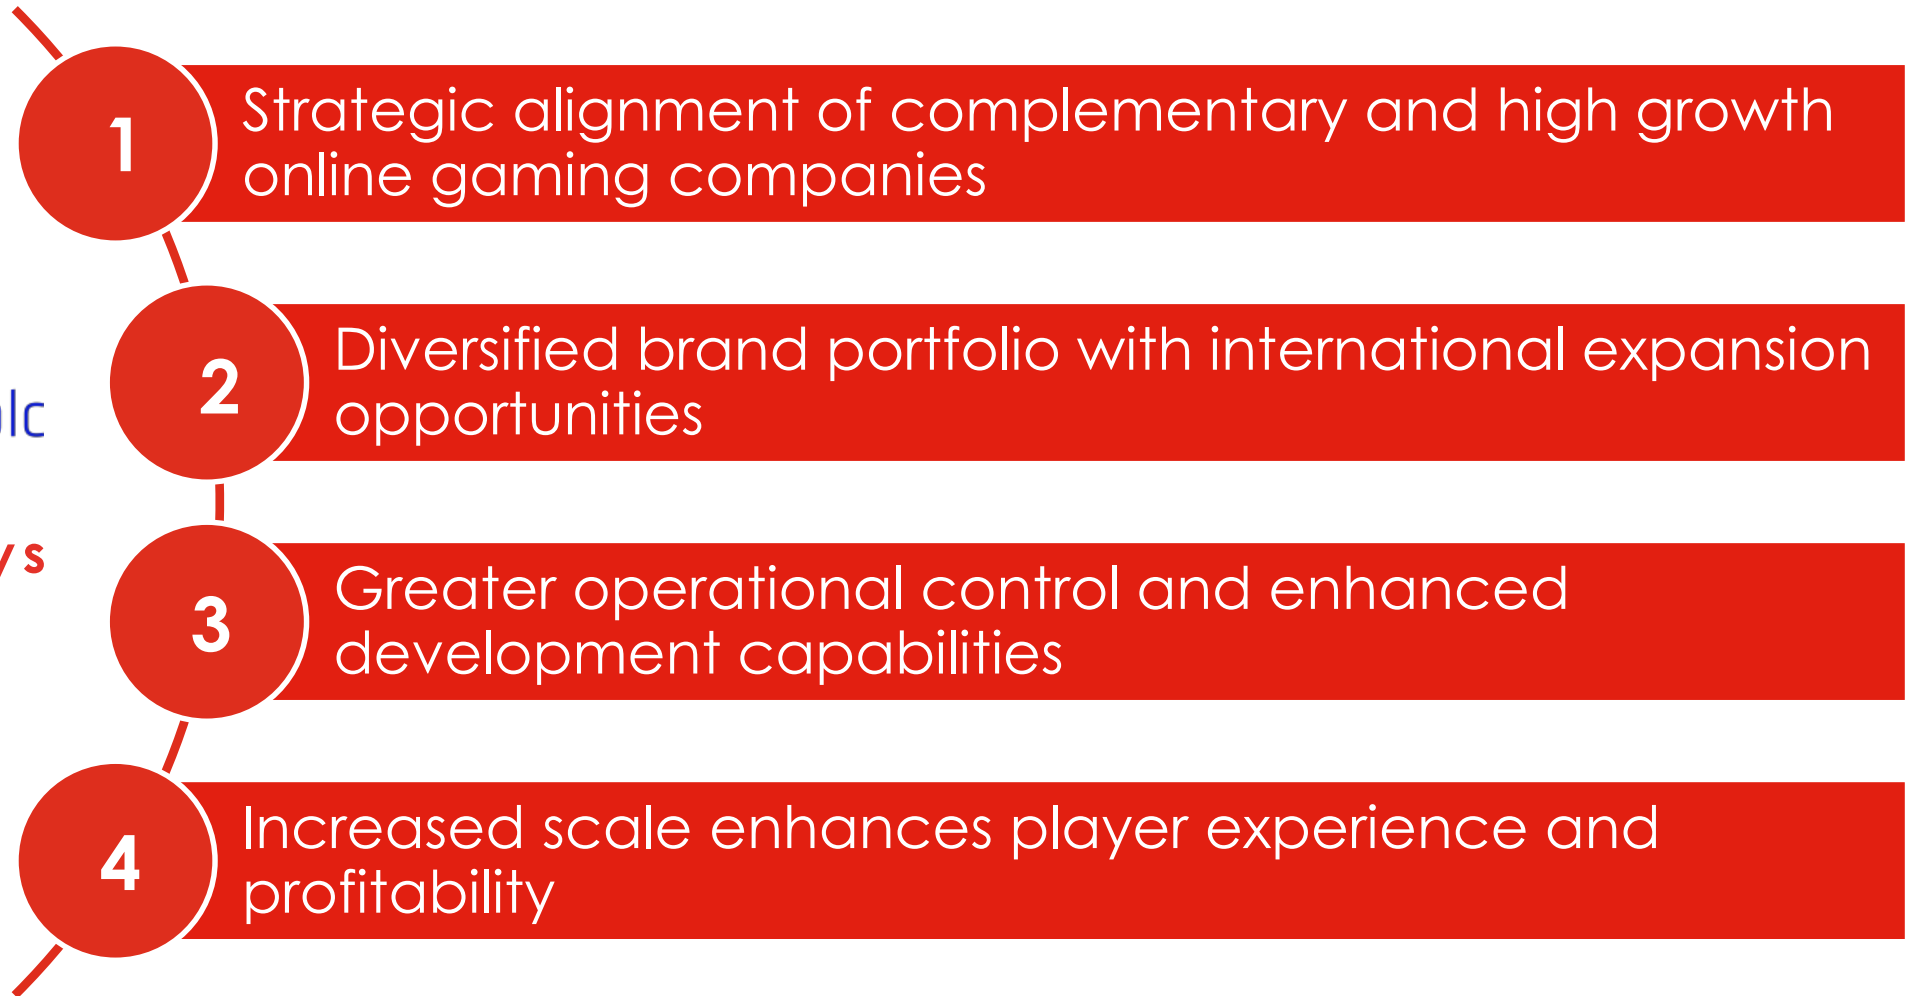 1
Strategic alignment of complementary and high growth
online gaming companies
2
Diversified brand portfolio with international expansion
opportunities
3
Greater operational control and enhanced
development capabilities
4
Increased scale enhances player experience and
profitability